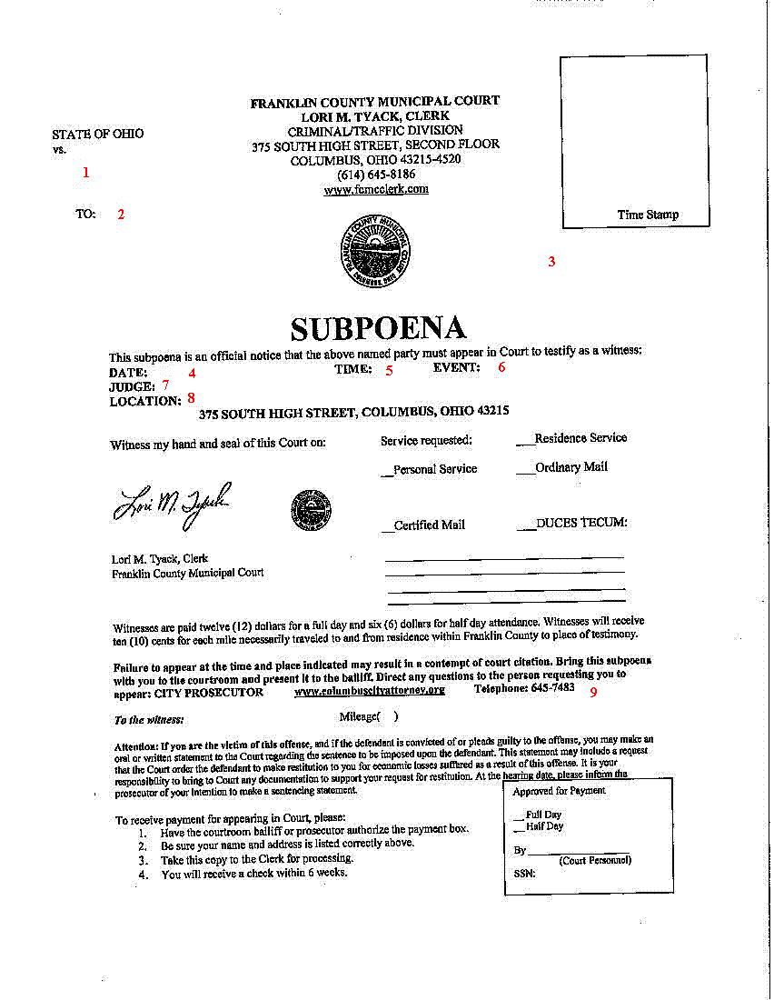 FRANKLIN COUNTY MUNICIPAL COURT
LORI M. TYACK, CLERK
CRIMINAL/TRAFFIC DIVISION
375 SOUTH HIGH STREET, SECOND FLOOR
COLUMBUS, OHIO 43215-4520
(614) 645-8186
www.fcmcclerk.com
STATE OF OHIO
vs.
1
TO: 2
Time Stamp
3
FRANKLIN COUNTY MUNICIPAL COURT
COLUMBUS, OHIO
SUBPOENA
This subpoena is an official notice that the above named party must appear in Court to testify as a witness:
DATE: 4 TIME: 5 EVENT: 6
JUDGE: 7
LOCATION: 8
375 SOUTH HIGH STREET, COLUMBUS, OHIO 43215
Witness my hand and seal of this Court on: Service requested: ___Residence Service
__Personal Service ___Ordinary Mail
Lori M. Tyack
__Certified Mail ___DUCES TECUM:
Lori M. Tyack, Clerk
Franklin County Municipal Court
Witnesses are paid twelve (12) dollars for a full day and six (6) dollars for half day attendance. Witnesses will receive
ten (10) cents for each mile necessarily traveled to and from residence within Franklin County to place of testimony.
Failure to appear at the time and place indicated may result in a contempt of court citation. Bring this subpoena
with you to the courtroom and present it to the bailiff. Direct any questions to the person requesting you to
appear: CITY PROSECUTOR www.columbuscityattorney.org Telephone: 645-7483 9
To the witness: Mileage( )
Attention: If you are the victim of this offense, and if the defendant is convicted of or pleads guilty to the offense, you may make an
oral or written statement to the Court regarding the sentence to be imposed upon the defendant. This statement may include a request
that the Court order the defendant to make restitution to you for economic losses suffered as a result of this offense. It is your
responsibility to bring to Court any documentation to support your request for restitution. At the hearing date, please inform the
prosecutor of your intention to make a sentencing statement.
To receive payment for appearing in Court, please:
1. Have the courtroom bailiff or prosecutor authorize the payment box.
2. Be sure your name and address is listed correctly above.
3. Take this copy to the Clerk for processing.
4. You will receive a check within 6 weeks.
Approved for Payment
__Full Day
__Half Day
By ____________________
(Court Personnel)
SSN: